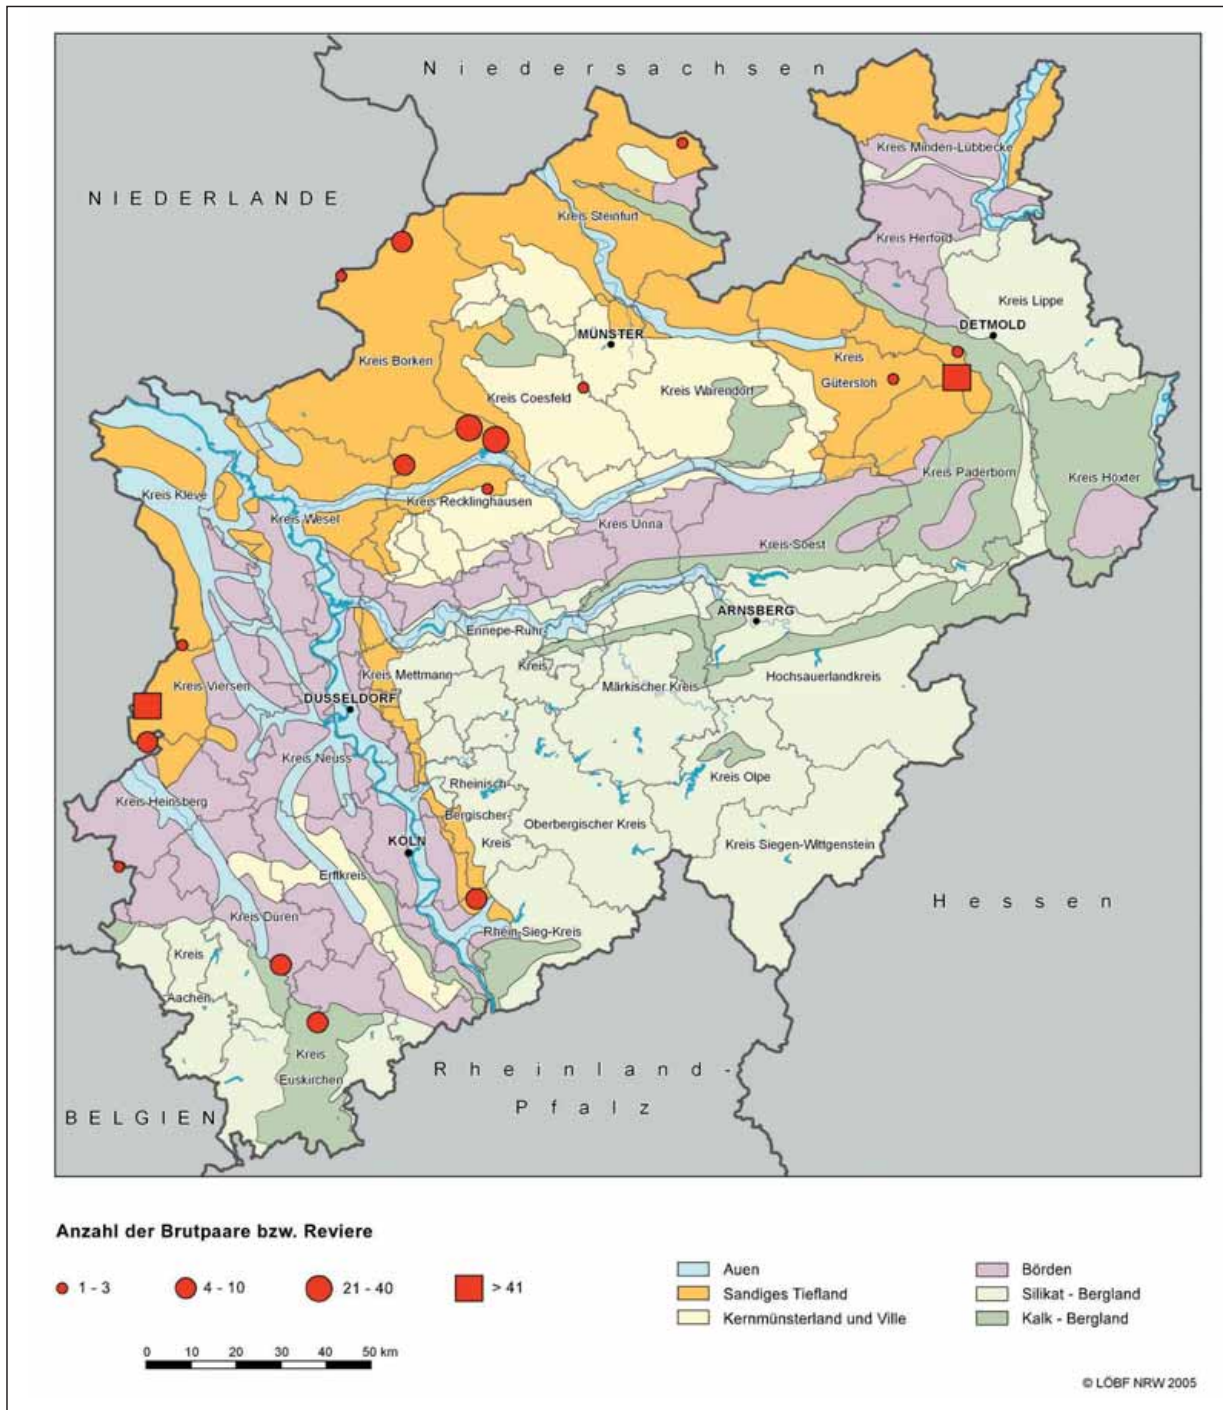 N i e d e r s a c h s e n
Kreis Minden-Lübbecke
N I E D E R L A N D E
Kreis Steinfurt
Kreis Herford
Kreis Lippe
DETMOLD
MÜNSTER
Kreis Borken
Kreis
Gütersloh
Kreis Coesfeld
Kreis Warendorf
Kreis Paderborn
Kreis Höxter
Kreis Kleve
Kreis Recklinghausen
Kreis Wesel
Kreis Unna
Kreis-Soest
ARNSBERG
Ennepe-Ruhr-
Kreis
Kreis Mettmann
Märkischer Kreis
Hochsauerlandkreis
Kreis Viersen
DÜSSELDORF
Kreis Neuss
Kreis Olpe
Rheinisch-
Bergischer-
Kreis
Kreis Heinsberg
Oberbergischer Kreis
KÖLN
Kreis Siegen-Wittgenstein
Erftkreis
H e s s e n
Kreis Düren
Rhein-Sieg-Kreis
Kreis
Aachen
Kreis
Euskirchen
R h e i n l a n d -
P f a l z
B E L G I E N
Anzahl der Brutpaare bzw. Reviere
1 - 3
4 - 10
21 - 40
> 41
Auen
Sandiges Tiefland
Kernmünsterland und Ville
Börden
Silikat - Bergland
Kalk - Bergland
0 10 20 30 40 50 km
© LÖBF NRW 2005